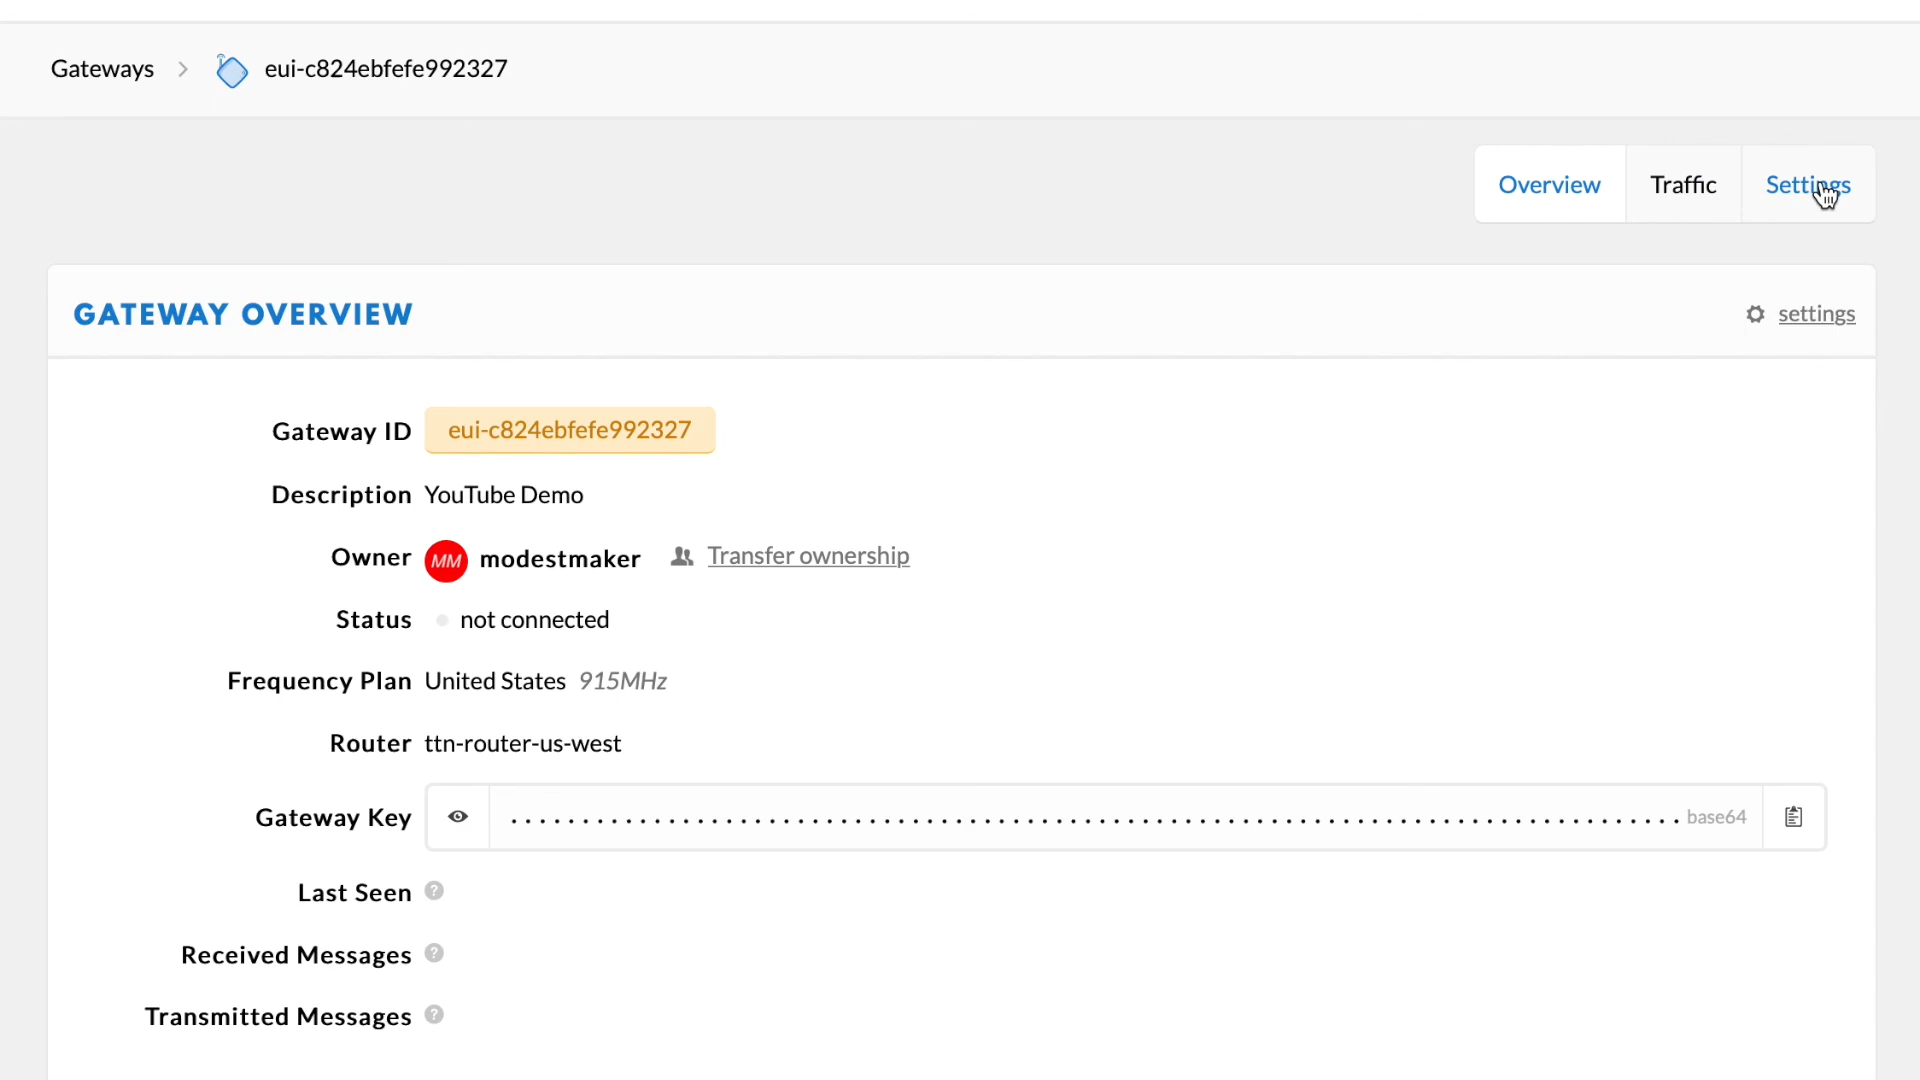 Gateways
eui-c824ebfefe992327
Overview
Traffic
Settings
GATEWAY OVERVIEW
settings
Gateway ID eui-c824ebfefe992327
Description YouTube Demo
Owner MM modestmaker Transfer ownership
Status not connected
Frequency Plan United States 915MHz
Router ttn-router-us-west
Gateway Key base64
Last Seen ?
Received Messages ?
Transmitted Messages ?